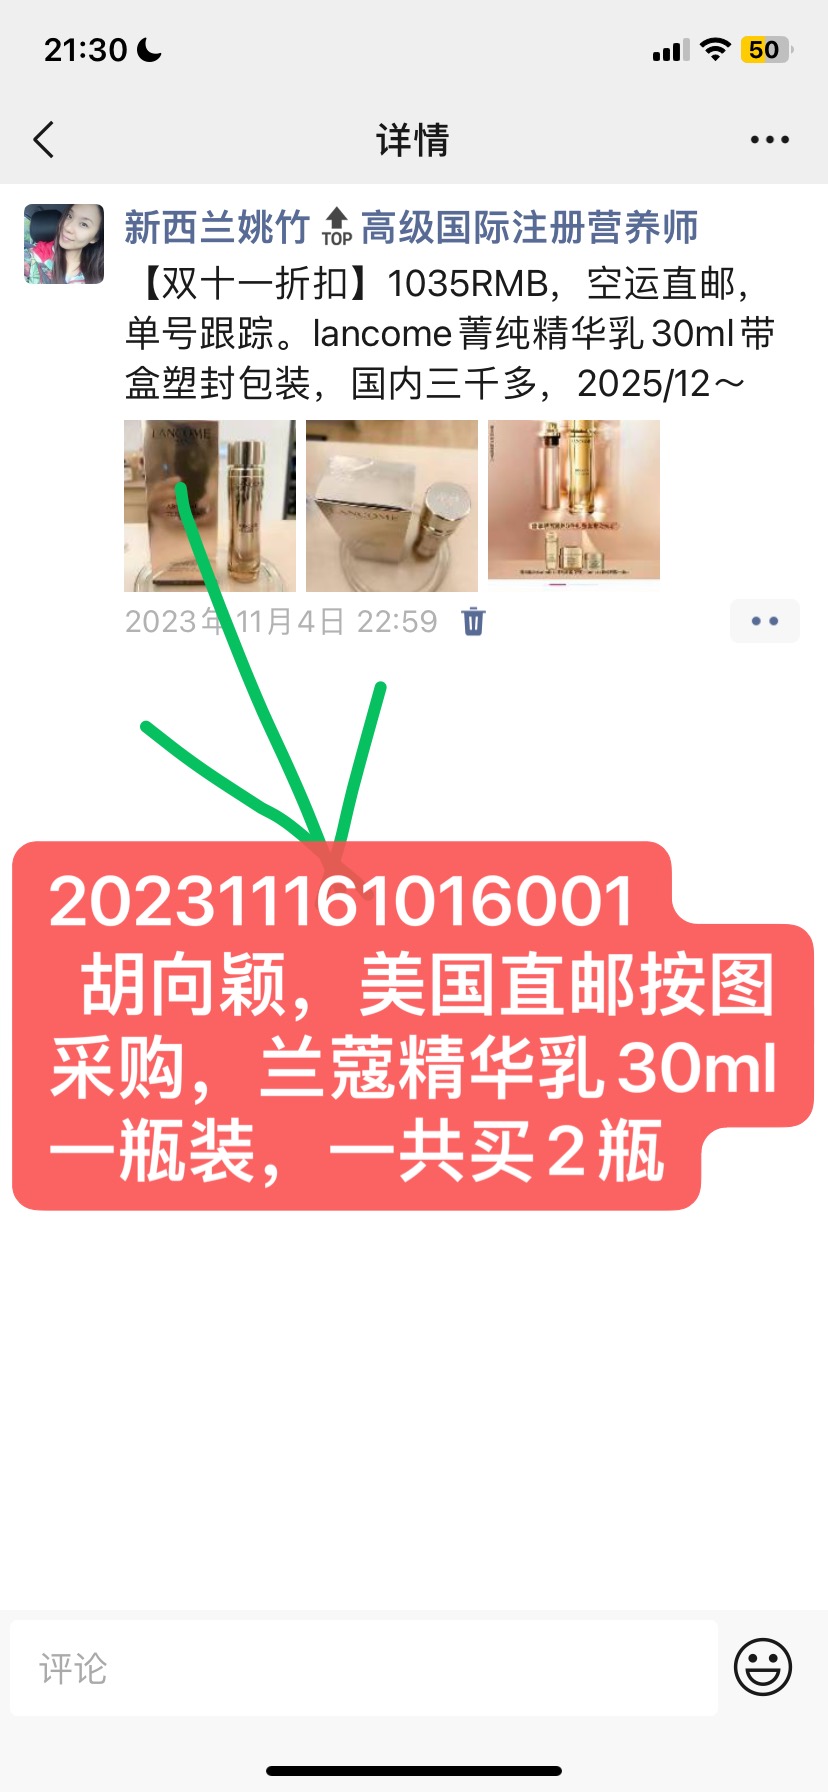 21:30
50
详情
新西兰姚竹 TOP 高级国际注册营养师
【双十一折扣】1035RMB，空运直邮，
单号跟踪。lancome菁纯精华乳30ml带
盒塑封包装，国内三千多，2025/12～
LANCOME
LANCOME
2023年11月4日 22:59
202311161016001
胡向颖，美国直邮按图
采购，兰蔻精华乳30ml
一瓶装，一共买2瓶
评论